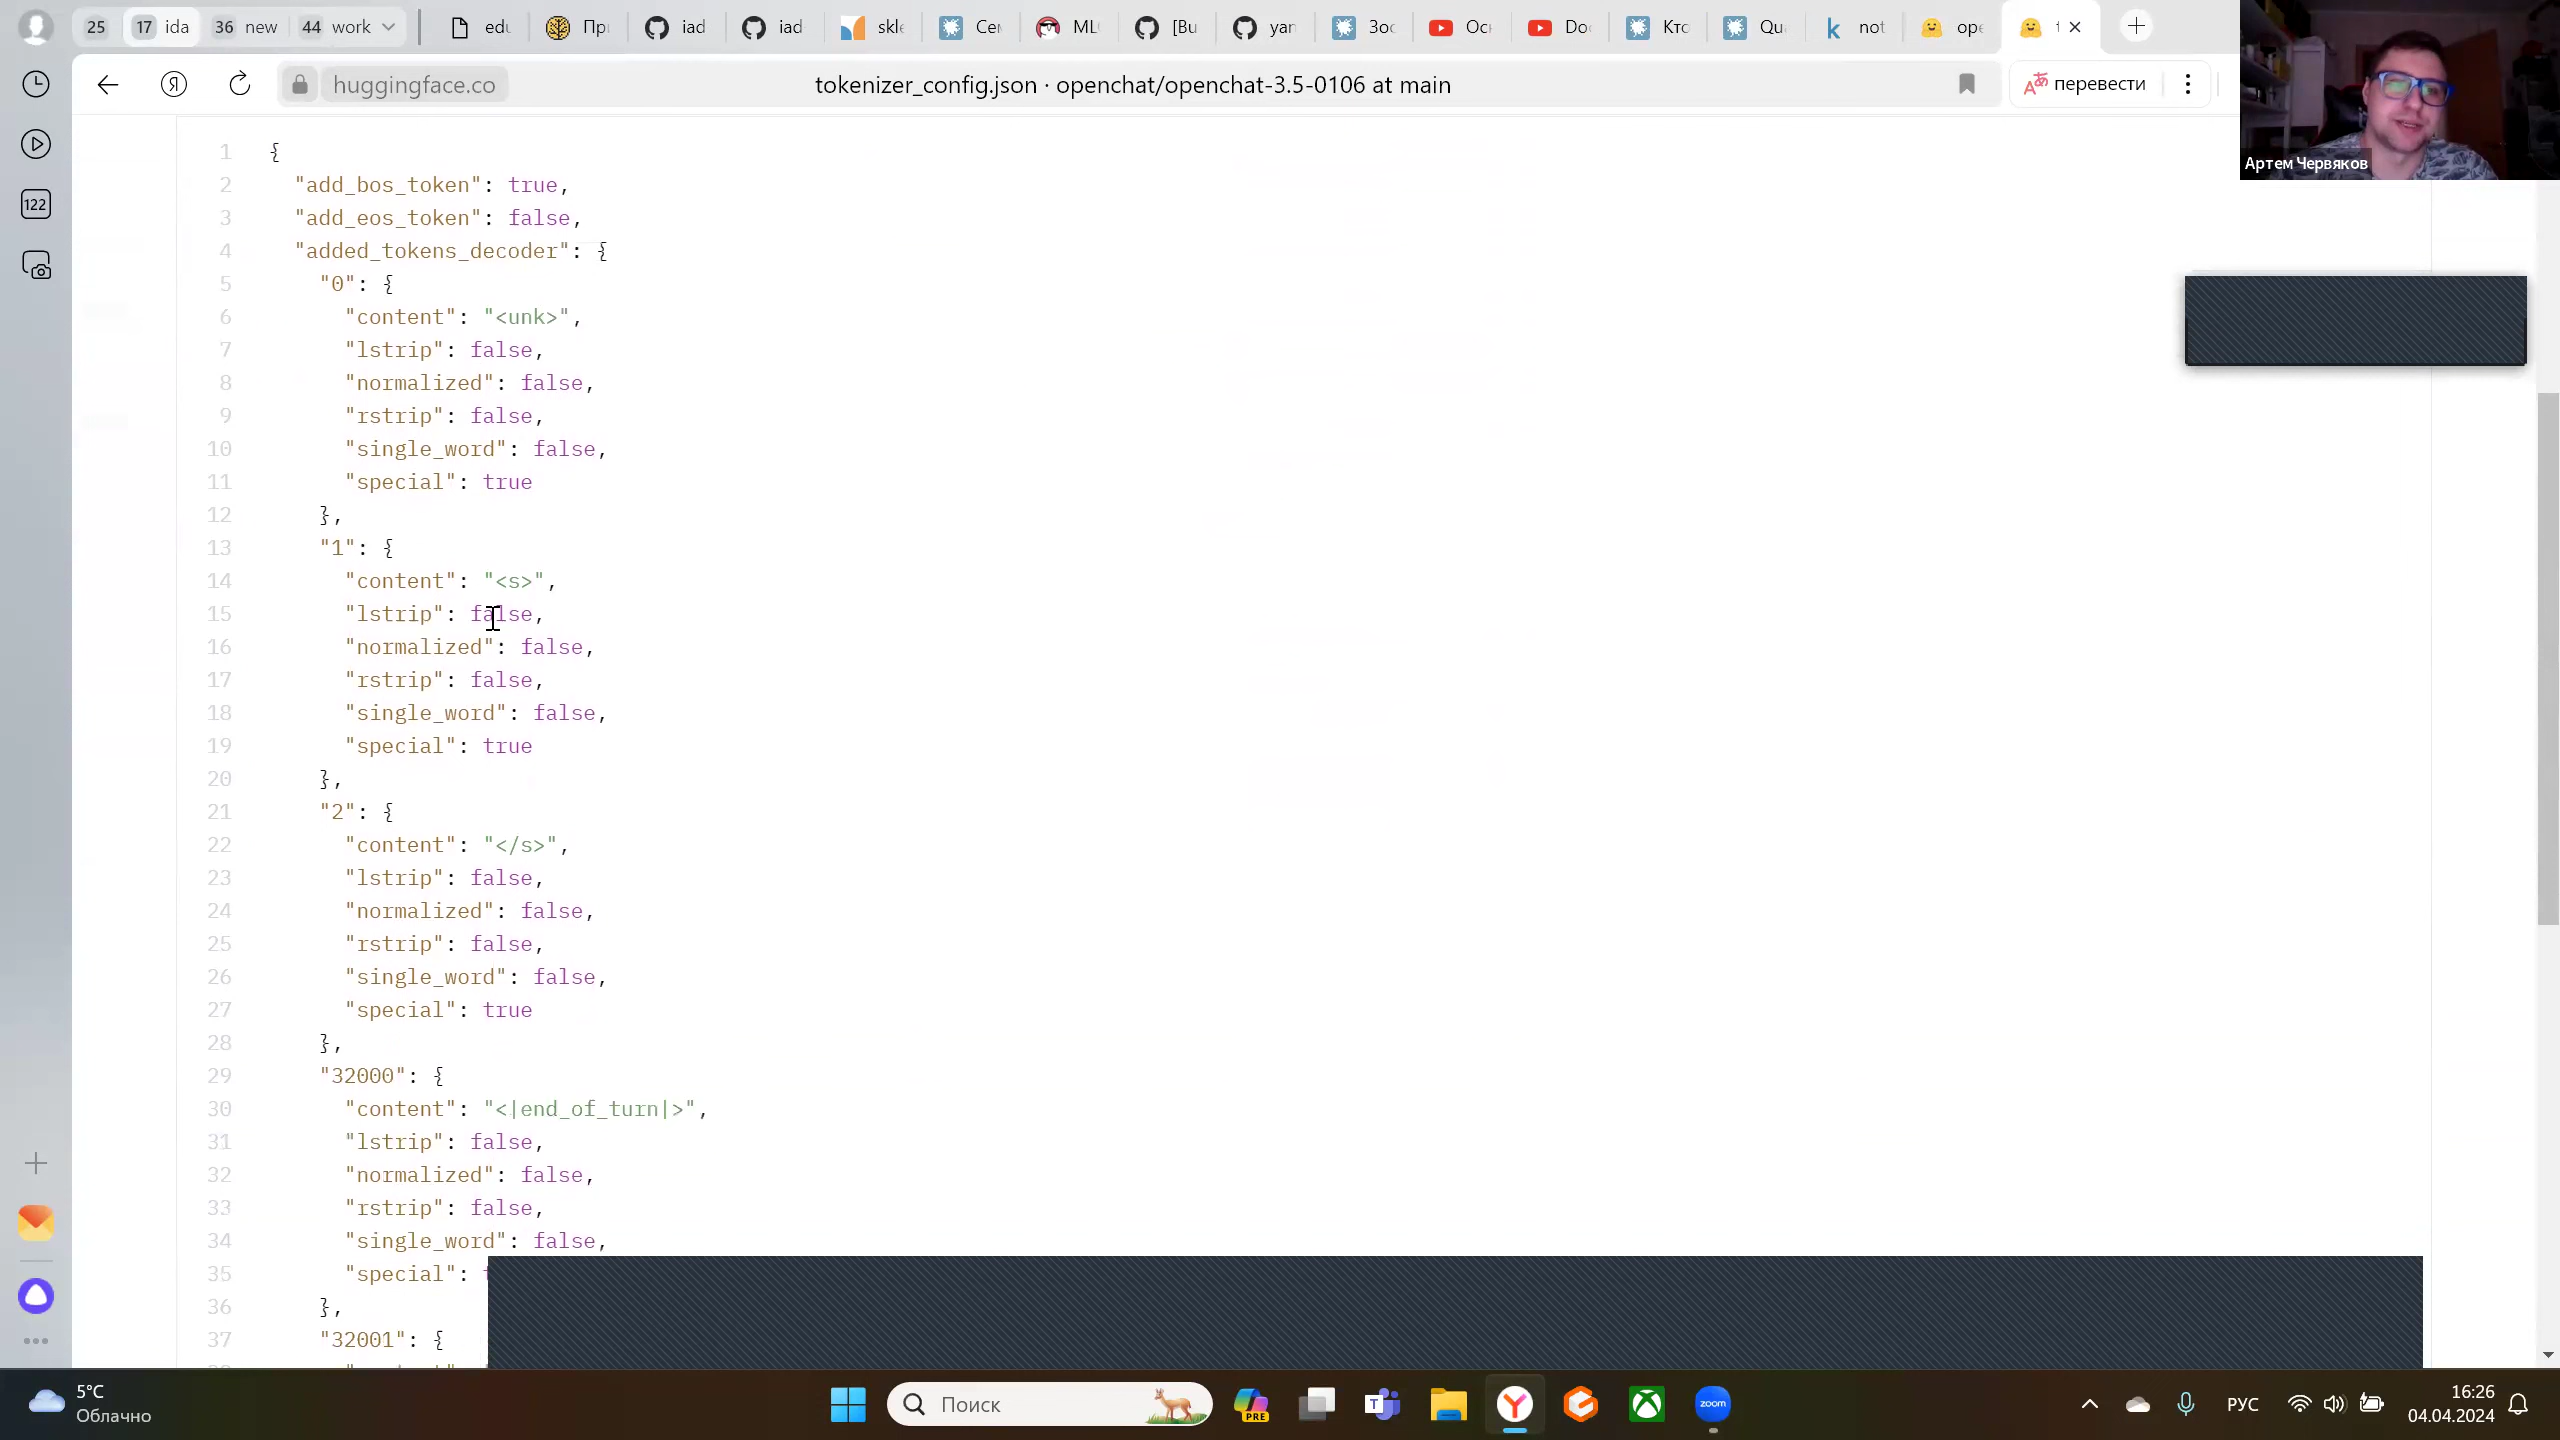 25
17 ida
36 new
44 work
edu
Пр
iad
iad
skle
Сем
MLO
[Bu
yan
Зос
Ос
Do
Кто
Qu
not
ope
huggingface.co
tokenizer_config.json · openchat/openchat-3.5-0106 at main
перевести
122
Артем Червяков
1 {
2 "add_bos_token": true,
3 "add_eos_token": false,
4 "added_tokens_decoder": {
5 "0": {
6 "content": "<unk>",
7 "lstrip": false,
8 "normalized": false,
9 "rstrip": false,
10 "single_word": false,
11 "special": true
12 },
13 "1": {
14 "content": "<s>",
15 "lstrip": false,
16 "normalized": false,
17 "rstrip": false,
18 "single_word": false,
19 "special": true
20 },
21 "2": {
22 "content": "</s>",
23 "lstrip": false,
24 "normalized": false,
25 "rstrip": false,
26 "single_word": false,
27 "special": true
28 },
29 "32000": {
30 "content": "<|end_of_turn|>",
31 "lstrip": false,
32 "normalized": false,
33 "rstrip": false,
34 "single_word": false,
35 "special":
36 },
37 "32001": {
5°C
Облачно
Поиск
PRE
zoom
РУС
16:26
04.04.2024